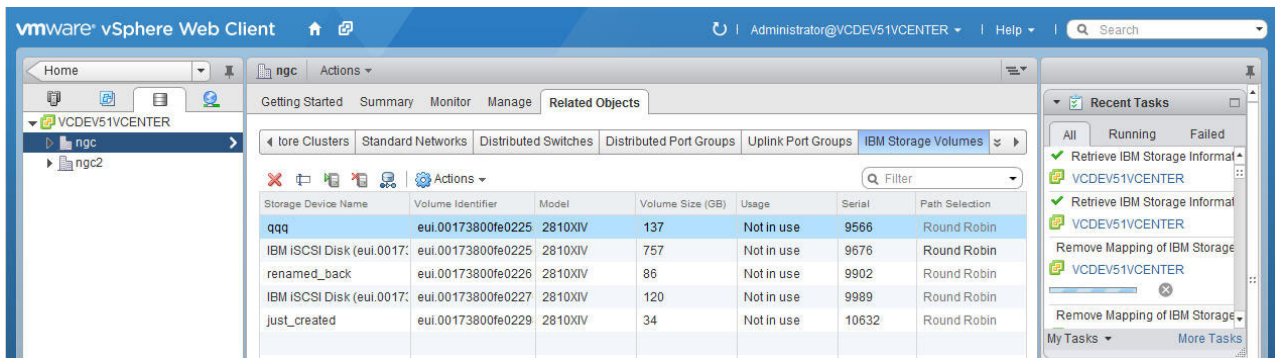 vmware® vSphere Web Client
Administrator@VCDEV51VCENTER
Help
Search
Home
VCDEV51VCENTER
ngc
ngc2
ngc Actions
Getting Started Summary Monitor Manage Related Objects
tore Clusters Standard Networks Distributed Switches Distributed Port Groups Uplink Port Groups IBM Storage Volumes
Actions
Filter
Storage Device Name Volume Identifier Model Volume Size (GB) Usage Serial Path Selection
qqq eui.00173800fe0225 2810XIV 137 Not in use 9566 Round Robin
IBM iSCSI Disk (eui.0017: eui.00173800fe0225 2810XIV 757 Not in use 9676 Round Robin
renamed_back eui.00173800fe0226 2810XIV 86 Not in use 9902 Round Robin
IBM iSCSI Disk (eui.0017: eui.00173800fe0227 2810XIV 120 Not in use 9989 Round Robin
just_created eui.00173800fe0229 2810XIV 34 Not in use 10632 Round Robin
Recent Tasks
All Running Failed
Retrieve IBM Storage Informat
VCDEV51VCENTER
Retrieve IBM Storage Informat
VCDEV51VCENTER
Remove Mapping of IBM Storage
VCDEV51VCENTER
Remove Mapping of IBM Storage
My Tasks More Tasks